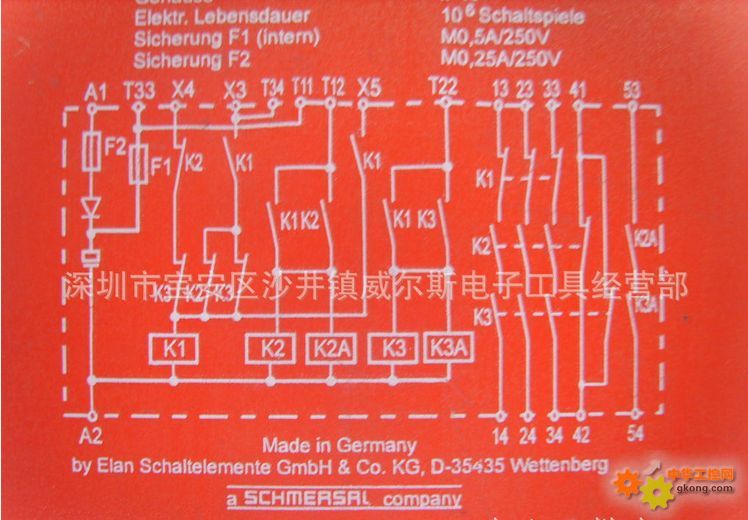 Elektr. Lebensdauer 10⁶ Schaltspiele
Sicherung F1 (intern) M0,5A/250V
Sicherung F2 M0,25A/250V
A1 T33 X4 X3 T34 T11 T12 X5 T22 13 23 33 41 53
F2 F1 K2 K1 K1
K1 K2 K1 K3 K1
K2 K2A
K3 K2 K3
深圳市宝安区沙井镇威尔斯电子工具经营部
K3 K3A
K1 K2 K2A K3 K3A
A2 14 24 34 42 54
Made in Germany
by Elan Schaltelemente GmbH & Co. KG, D-35435 Wettenberg
a SCHMERSAL company
中华工控网
gkong.com